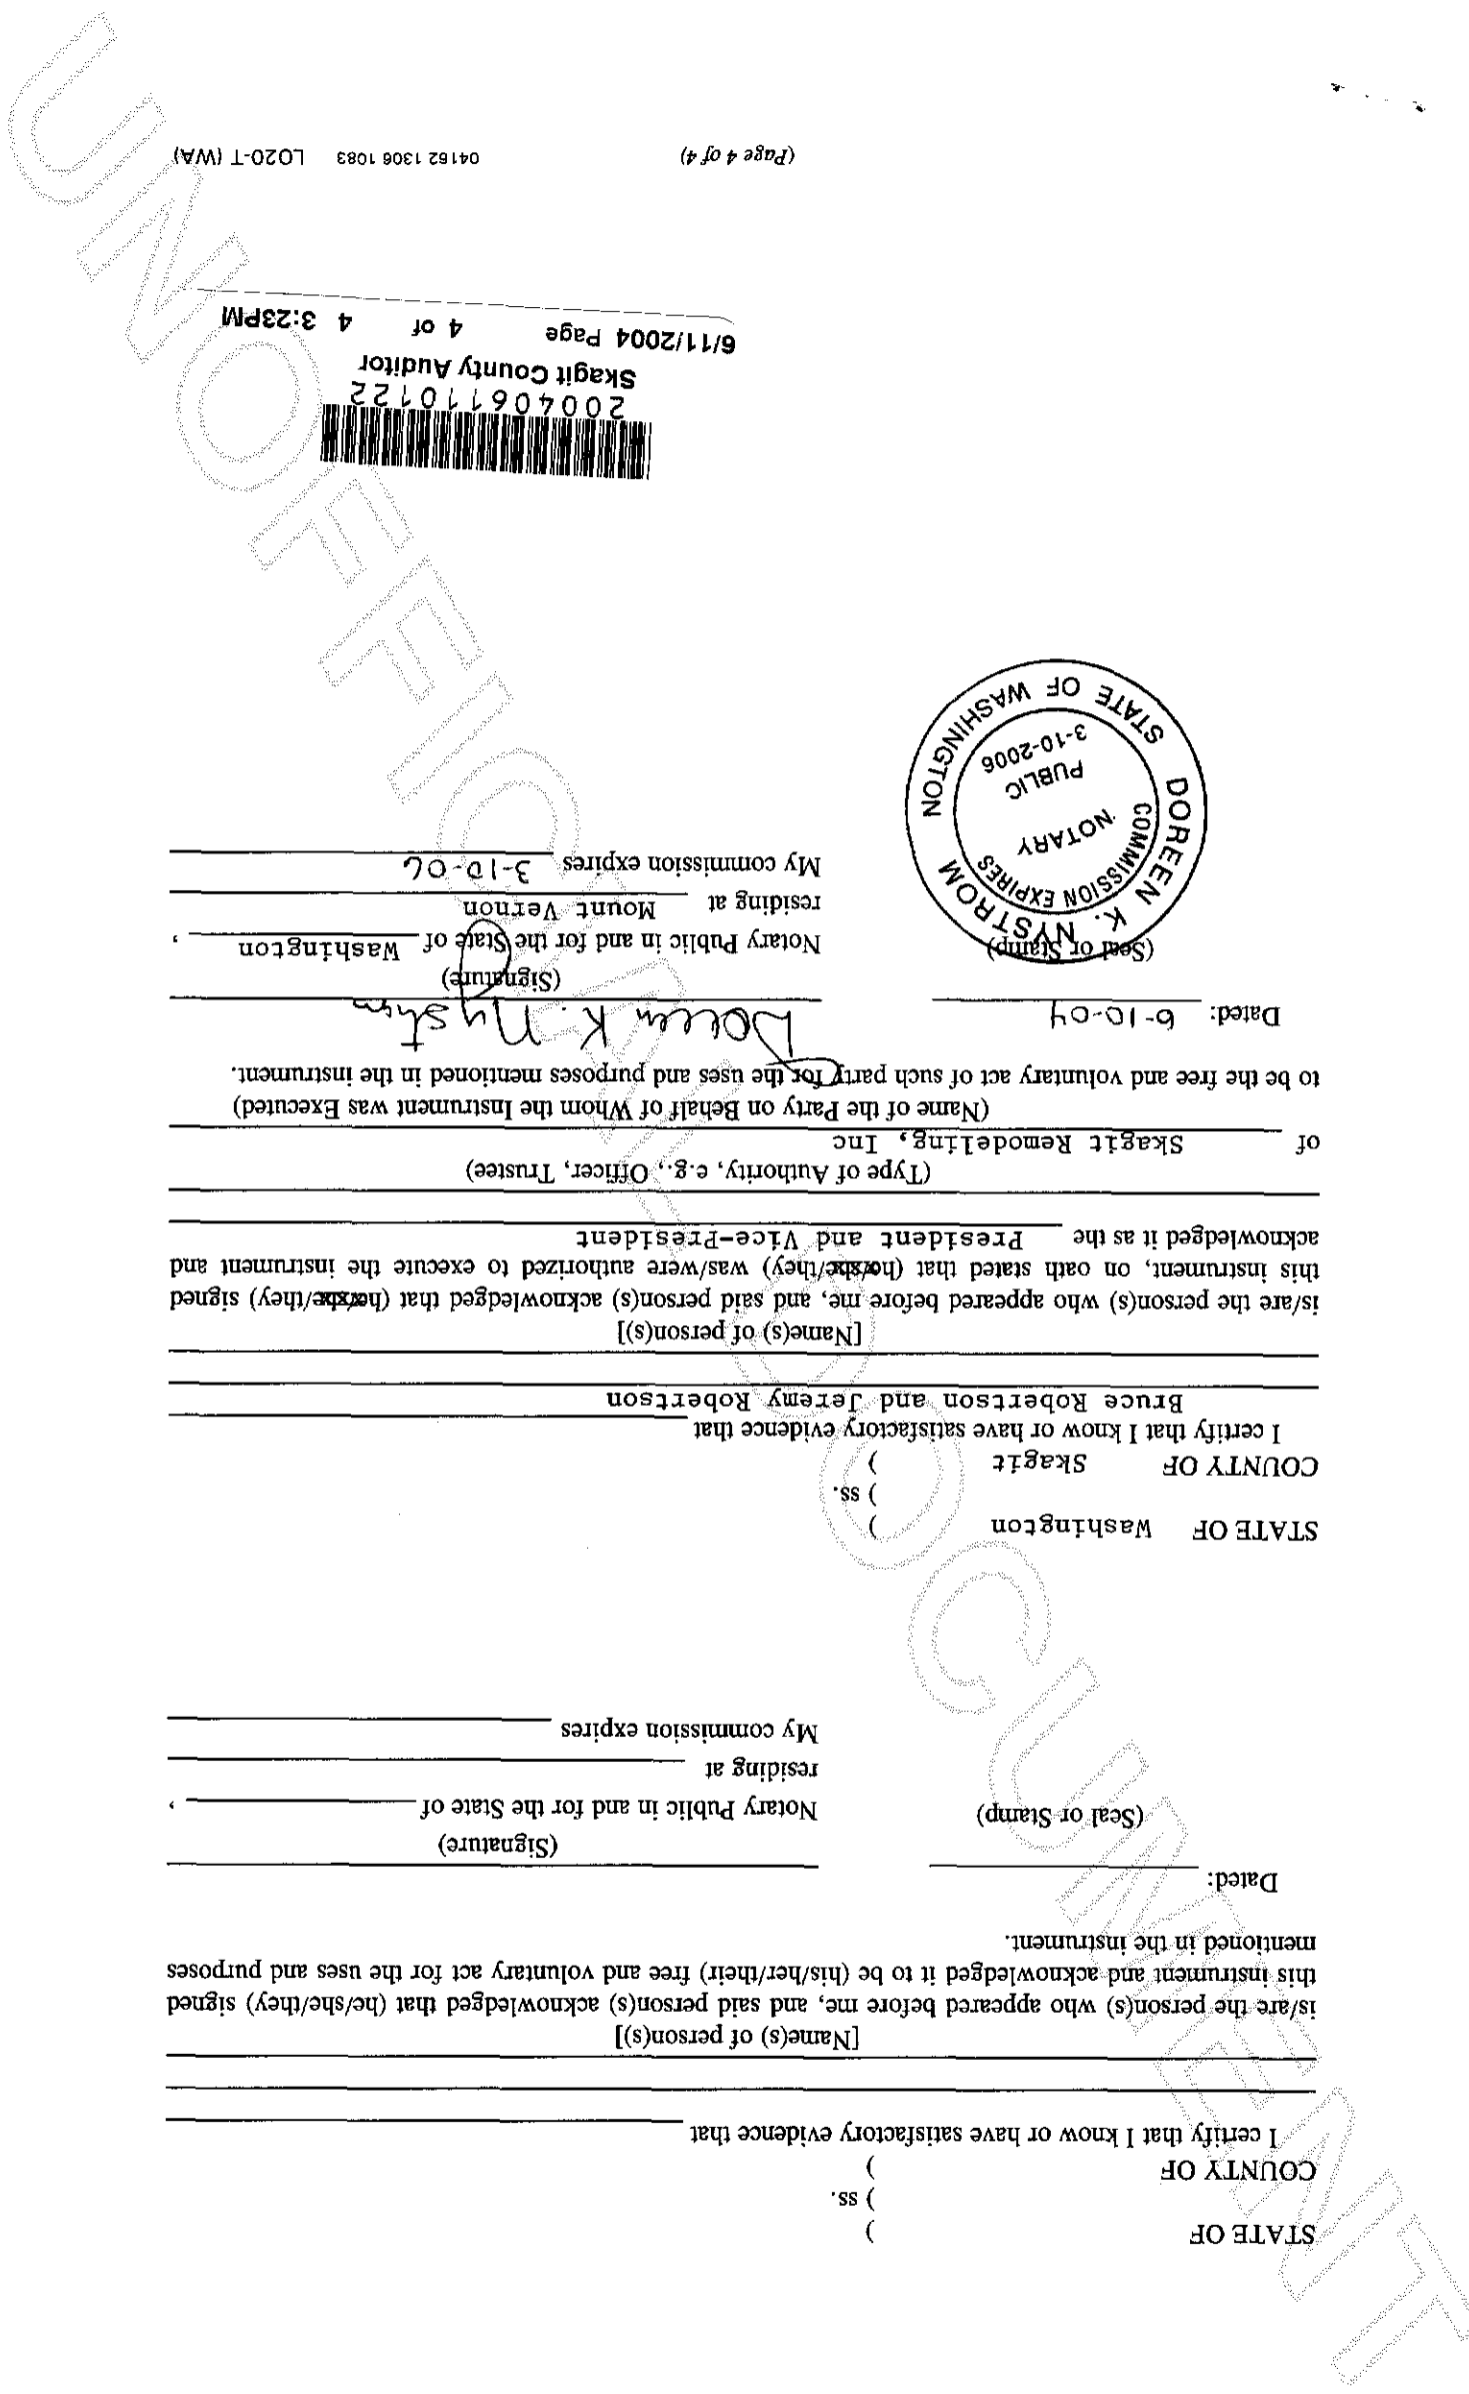 STATE OF )
) ss.
COUNTY OF )
I certify that I know or have satisfactory evidence that
[Name(s) of person(s)]
is/are the person(s) who appeared before me, and said person(s) acknowledged that (he/she/they) signed
this instrument and acknowledged it to be (his/her/their) free and voluntary act for the uses and purposes
mentioned in the instrument.
Dated:
(Signature)
(Seal or Stamp)
Notary Public in and for the State of ,
residing at
My commission expires
STATE OF Washington )
) ss.
COUNTY OF Skagit )
I certify that I know or have satisfactory evidence that
Bruce Robertson and Jeremy Robertson
[Name(s) of person(s)]
is/are the person(s) who appeared before me, and said person(s) acknowledged that (he/she/they) signed
this instrument, on oath stated that (he/she/they) was/were authorized to execute the instrument and
acknowledged it as the President and Vice-President
(Type of Authority, e.g., Officer, Trustee)
of Skagit Remodeling, Inc
(Name of the Party on Behalf of Whom the Instrument was Executed)
to be the free and voluntary act of such party for the uses and purposes mentioned in the instrument.
Dated: 6-10-04
Doreen K. Nystrom
(Signature)
(Seal or Stamp)
Notary Public in and for the State of Washington ,
residing at Mount Vernon
My commission expires 3-10-06
DOREEN K. NYSTROM
COMMISSION EXPIRES
NOTARY
PUBLIC
3-10-2006
STATE OF WASHINGTON
200406110122
Skagit County Auditor
6/11/2004 Page 4 of 4 3:23PM
(Page 4 of 4)
04162 1306 1083 LO20-T (WA)
UNOFFICIAL DOCUMENT